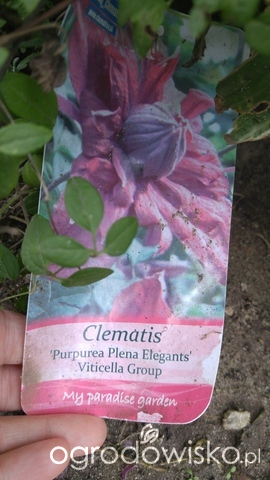 Clematis
'Purpurea Plena Elegants'
Viticella Group
My paradise garden
ogrodowisko.pl